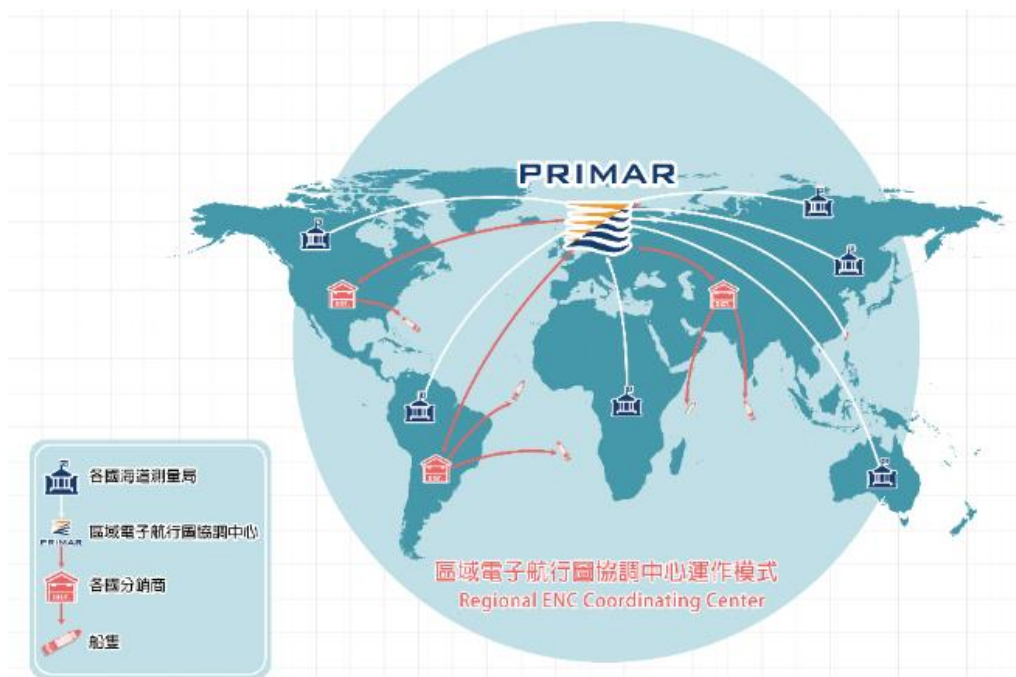 PRIMAR
各國海道測量局
PRIMAR
區域電子航行圖協調中心
各國分銷商
船隻
區域電子航行圖協調中心運作模式
Regional ENC Coordinating Center